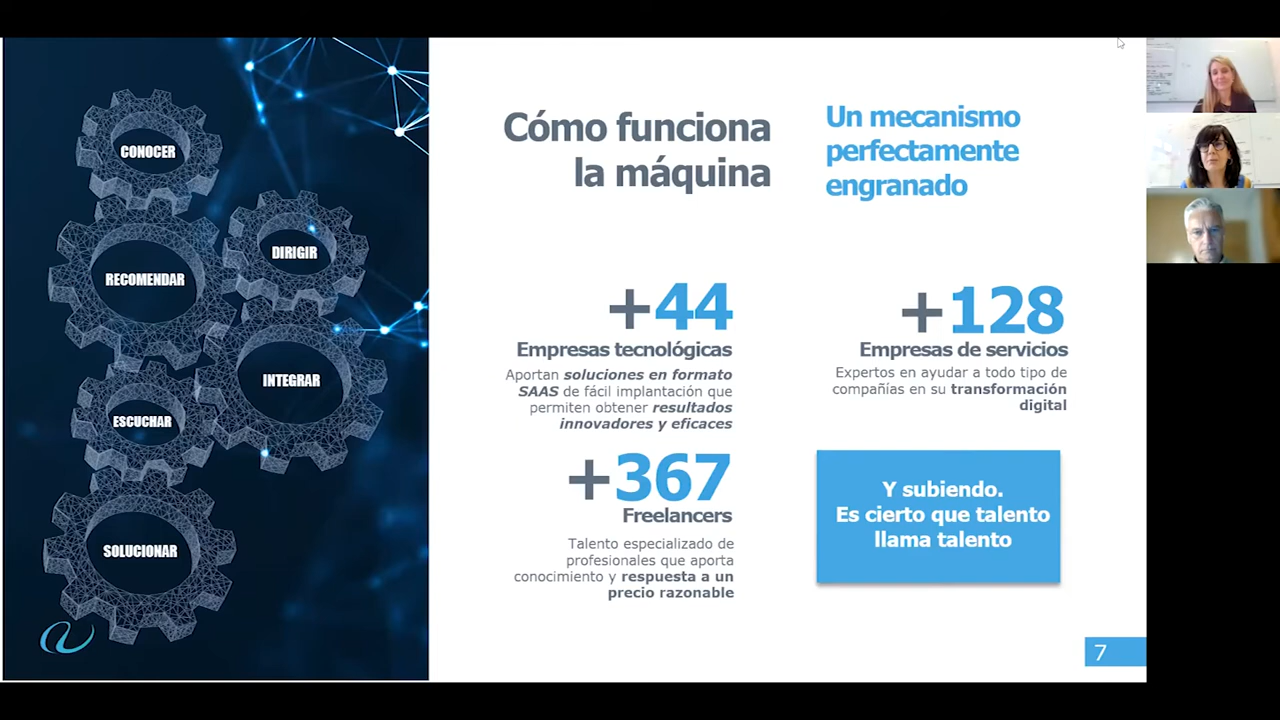 CONOCER
DIRIGIR
RECOMENDAR
INTEGRAR
ESCUCHAR
SOLUCIONAR
Cómo funciona
la máquina
Un mecanismo
perfectamente
engranado
+44
Empresas tecnológicas
Aportan soluciones en formato
SAAS de fácil implantación que
permiten obtener resultados
innovadores y eficaces
+128
Empresas de servicios
Expertos en ayudar a todo tipo de
compañías en su transformación
digital
+367
Freelancers
Talento especializado de
profesionales que aporta
conocimiento y respuesta a un
precio razonable
Y subiendo.
Es cierto que talento
llama talento
7